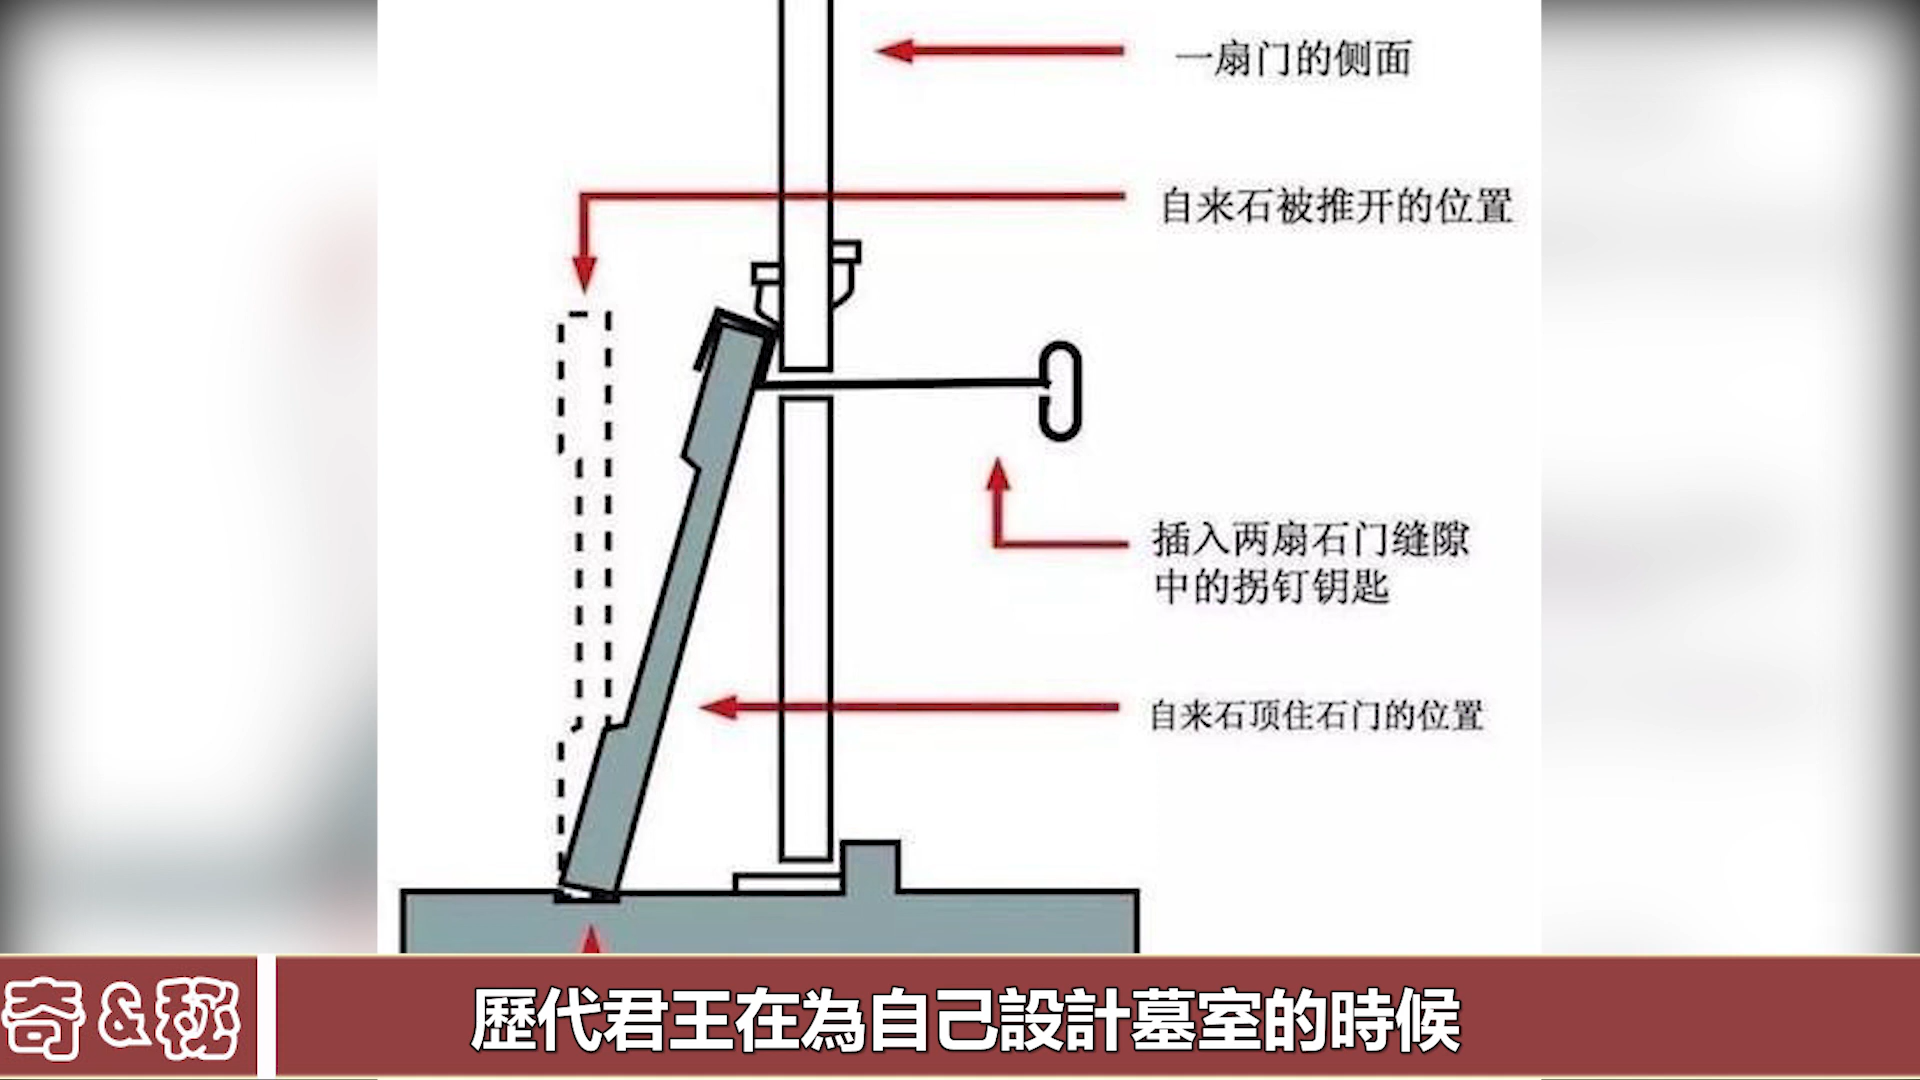 一扇门的侧面
自来石被推开的位置
插入两扇石门缝隙
中的拐钉钥匙
自来石顶住石门的位置
奇&秘
歷代君王在為自己設計墓室的時候